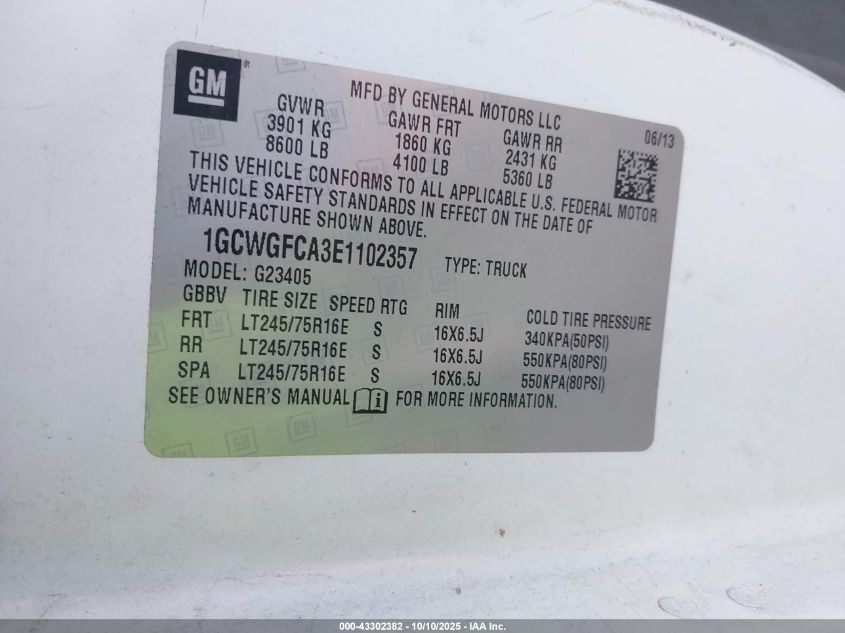 GM
MFD BY GENERAL MOTORS LLC
06/13
GVWR GAWR FRT GAWR RR
3901 KG 1860 KG 2431 KG
8600 LB 4100 LB 5360 LB
THIS VEHICLE CONFORMS TO ALL APPLICABLE U.S. FEDERAL MOTOR
VEHICLE SAFETY STANDARDS IN EFFECT ON THE DATE OF
MANUFACTURE SHOWN ABOVE.
1GCWGFCA3E1102357 TYPE: TRUCK
MODEL: G23405
GBBV TIRE SIZE SPEED RTG RIM COLD TIRE PRESSURE
FRT LT245/75R16E S 16X6.5J 340KPA(50PSI)
RR LT245/75R16E S 16X6.5J 550KPA(80PSI)
SPA LT245/75R16E S 16X6.5J 550KPA(80PSI)
SEE OWNER'S MANUAL FOR MORE INFORMATION.
000-43302382 - 10/10/2025 - IAA Inc.